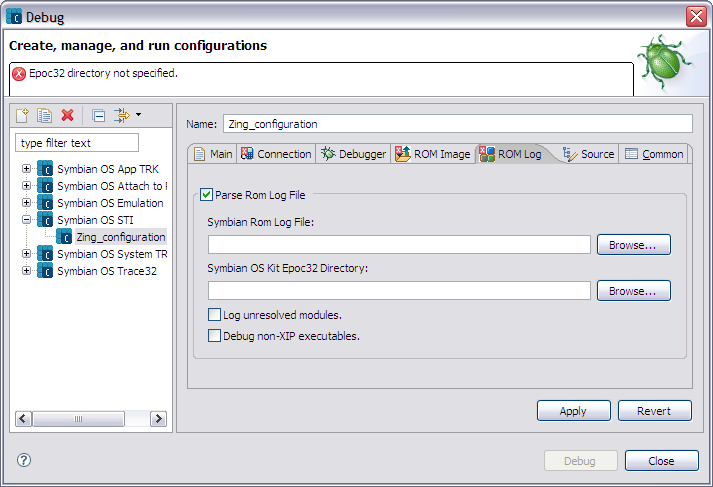 Debug
Create, manage, and run configurations
Epoc32 directory not specified.
type filter text
Symbian OS App TRK
Symbian OS Attach to
Symbian OS Emulation
Symbian OS STI
Zing_configuration
Symbian OS System TR
Symbian OS Trace32
Name: Zing_configuration
Main Connection Debugger ROM Image ROM Log Source Common
Parse Rom Log File
Symbian Rom Log File:
Browse...
Symbian OS Kit Epoc32 Directory:
Browse...
Log unresolved modules.
Debug non-XIP executables.
Apply Revert
Debug Close